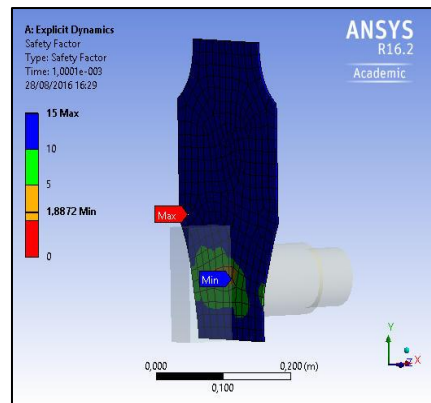 A: Explicit Dynamics
Safety Factor
Type: Safety Factor
Time: 1,0001e-003
28/08/2016 16:29
ANSYS
R16.2
Academic
15 Max
10
5
1,8872 Min
0
Max
Min
0,000
0,200 (m)
0,100
Y
Z
X